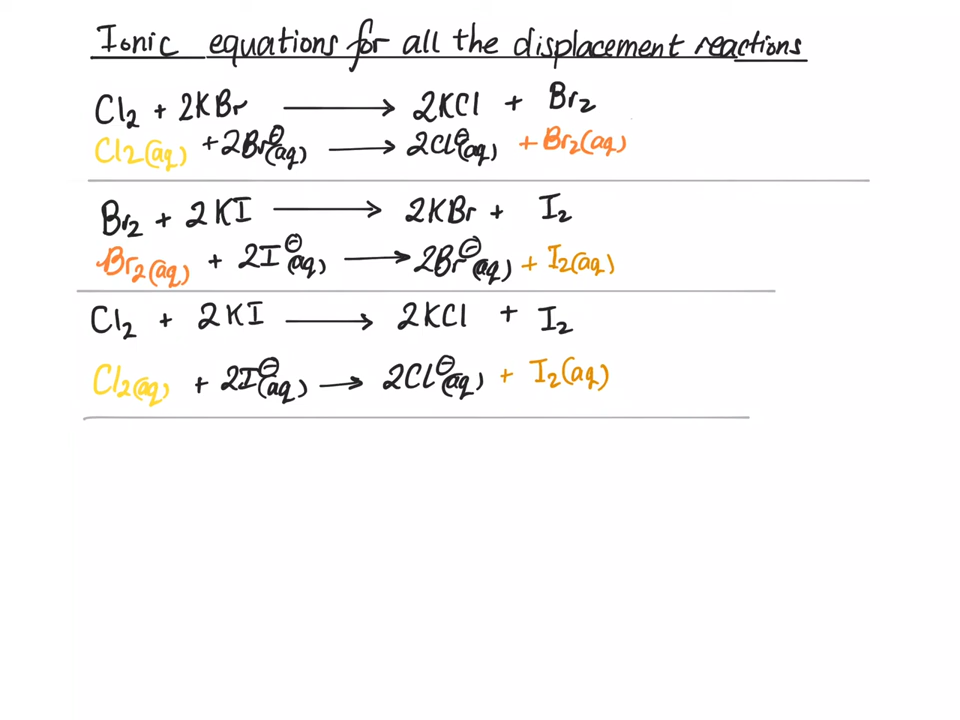 Ionic equations for all the displacement reactions
Cl₂ + 2KBr ⟶ 2KCl + Br₂
Cl₂(aq) + 2Br⊖(aq) ⟶ 2Cl⊖(aq) + Br₂(aq)
Br₂ + 2KI ⟶ 2KBr + I₂
Br₂(aq) + 2I⊖(aq) ⟶ 2Br⊖(aq) + I₂(aq)
Cl₂ + 2KI ⟶ 2KCl + I₂
Cl₂(aq) + 2I⊖(aq) ⟶ 2Cl⊖(aq) + I₂(aq)